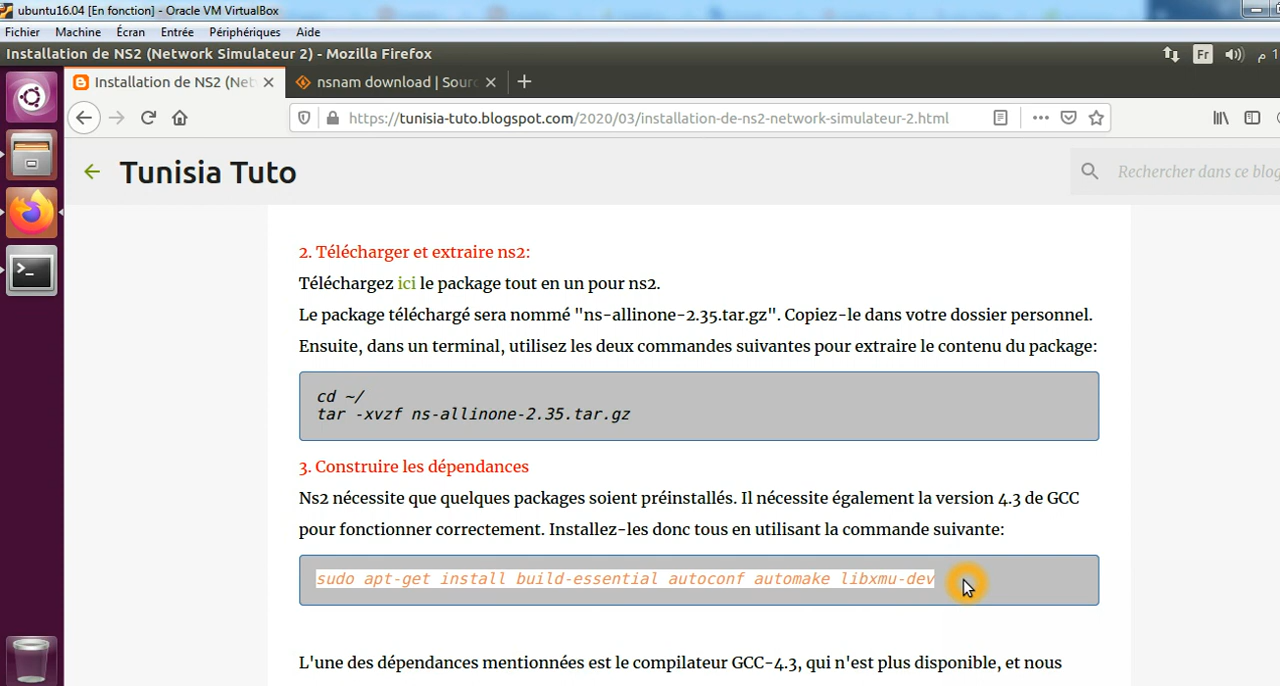 ubuntu16.04 [En fonction] - Oracle VM VirtualBox
Fichier Machine Écran Entrée Périphériques Aide
Installation de NS2 (Network Simulateur 2) - Mozilla Firefox
Fr
Installation de NS2 (Net
nsnam download | Sour
https://tunisia-tuto.blogspot.com/2020/03/installation-de-ns2-network-simulateur-2.html
Tunisia Tuto
Rechercher dans ce blog
2. Télécharger et extraire ns2:
Téléchargez ici le package tout en un pour ns2.
Le package téléchargé sera nommé "ns-allinone-2.35.tar.gz". Copiez-le dans votre dossier personnel.
Ensuite, dans un terminal, utilisez les deux commandes suivantes pour extraire le contenu du package:
cd ~/
tar -xvzf ns-allinone-2.35.tar.gz
3. Construire les dépendances
Ns2 nécessite que quelques packages soient préinstallés. Il nécessite également la version 4.3 de GCC
pour fonctionner correctement. Installez-les donc tous en utilisant la commande suivante:
sudo apt-get install build-essential autoconf automake libxmu-dev
L'une des dépendances mentionnées est le compilateur GCC-4.3, qui n'est plus disponible, et nous